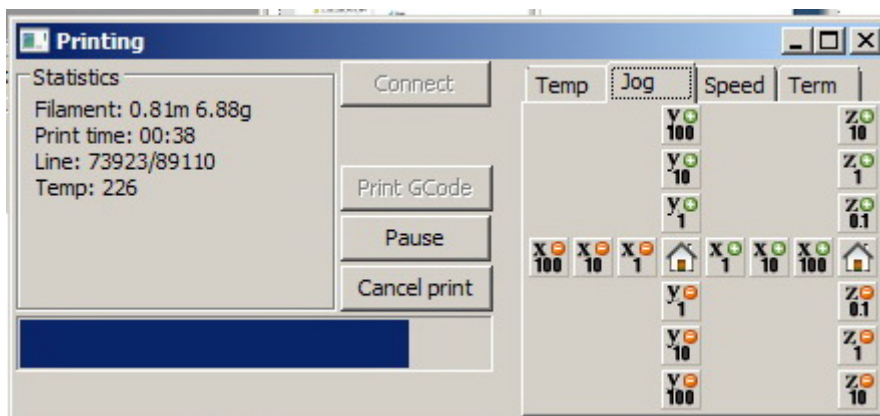 Printing
Statistics
Filament: 0.81m 6.88g
Print time: 00:38
Line: 73923/89110
Temp: 226
Connect
Print GCode
Pause
Cancel print
Temp Jog Speed Term
y 100 z 10
y 10 z 1
y 1 z 0.1
x 100 x 10 x 1 x 1 x 10 x 100
y 1 z 0.1
y 10 z 1
y 100 z 10